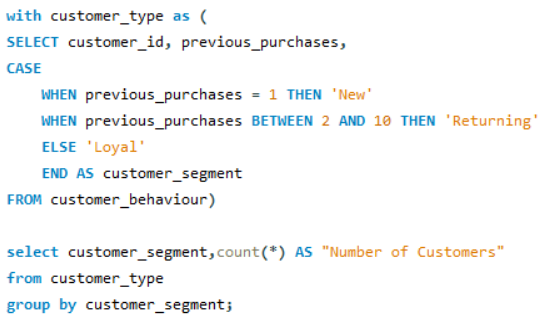 with customer_type as (
SELECT customer_id, previous_purchases,
CASE
    WHEN previous_purchases = 1 THEN 'New'
    WHEN previous_purchases BETWEEN 2 AND 10 THEN 'Returning'
    ELSE 'Loyal'
    END AS customer_segment
FROM customer_behaviour)

select customer_segment,count(*) AS "Number of Customers"
from customer_type
group by customer_segment;